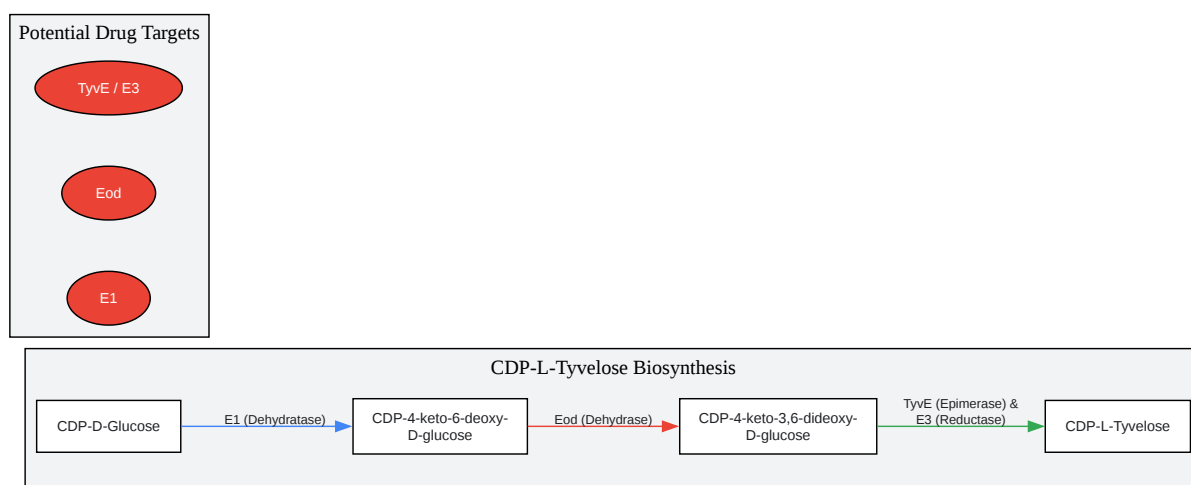 Potential Drug Targets
TyvE / E3
Eod
E1
CDP-L-Tyvelose Biosynthesis
CDP-D-Glucose
E1 (Dehydratase)
CDP-4-keto-6-deoxy-
D-glucose
Eod (Dehydrase)
CDP-4-keto-3,6-dideoxy-
D-glucose
TyvE (Epimerase) &
E3 (Reductase)
CDP-L-Tyvelose